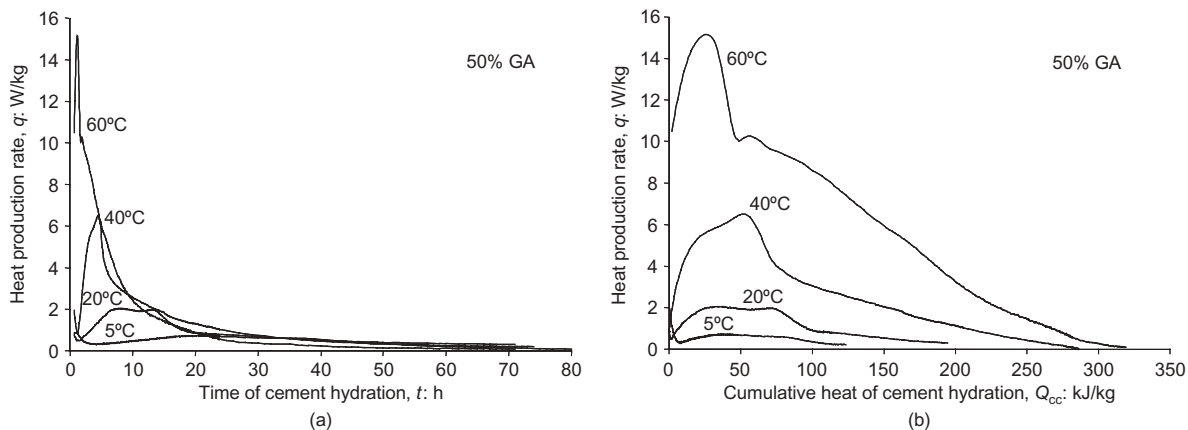 16
14
12
10
8
6
4
2
0
Heat production rate, q: W/kg
50% GA
60ºC
40ºC
20ºC
5ºC
0 10 20 30 40 50 60 70 80
Time of cement hydration, t: h
(a)
16
14
12
10
8
6
4
2
0
Heat production rate, q: W/kg
50% GA
60ºC
40ºC
20ºC
5ºC
0 50 100 150 200 250 300 350
Cumulative heat of cement hydration, Qcc: kJ/kg
(b)